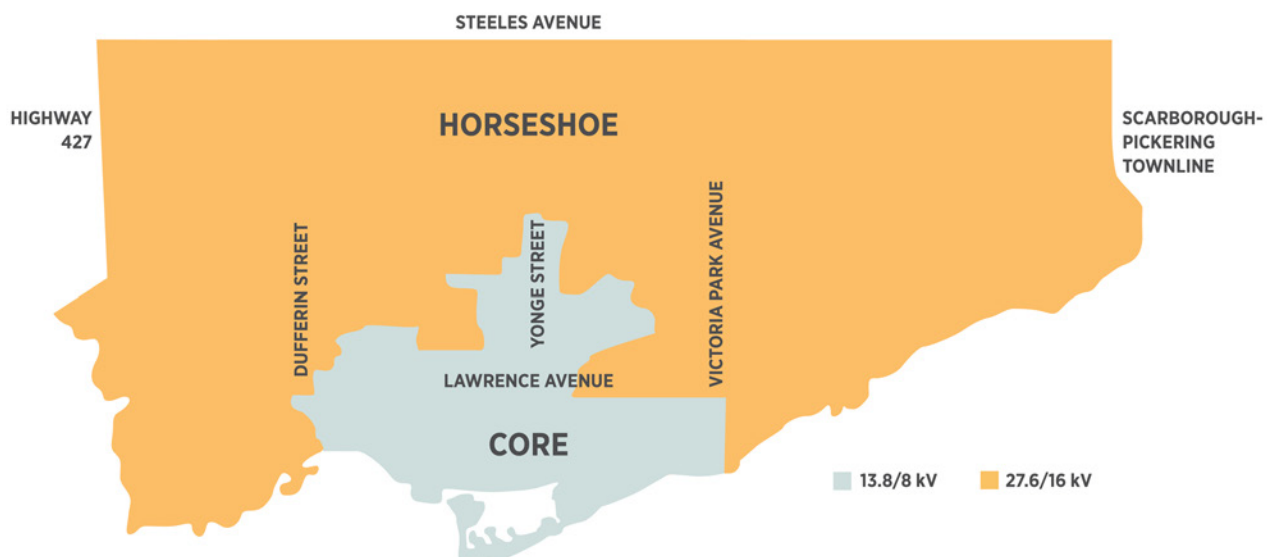 STEELES AVENUE
HIGHWAY
427
HORSESHOE
SCARBOROUGH-
PICKERING
TOWNLINE
DUFFERIN STREET
YONGE STREET
VICTORIA PARK AVENUE
LAWRENCE AVENUE
CORE
13.8/8 kV
27.6/16 kV